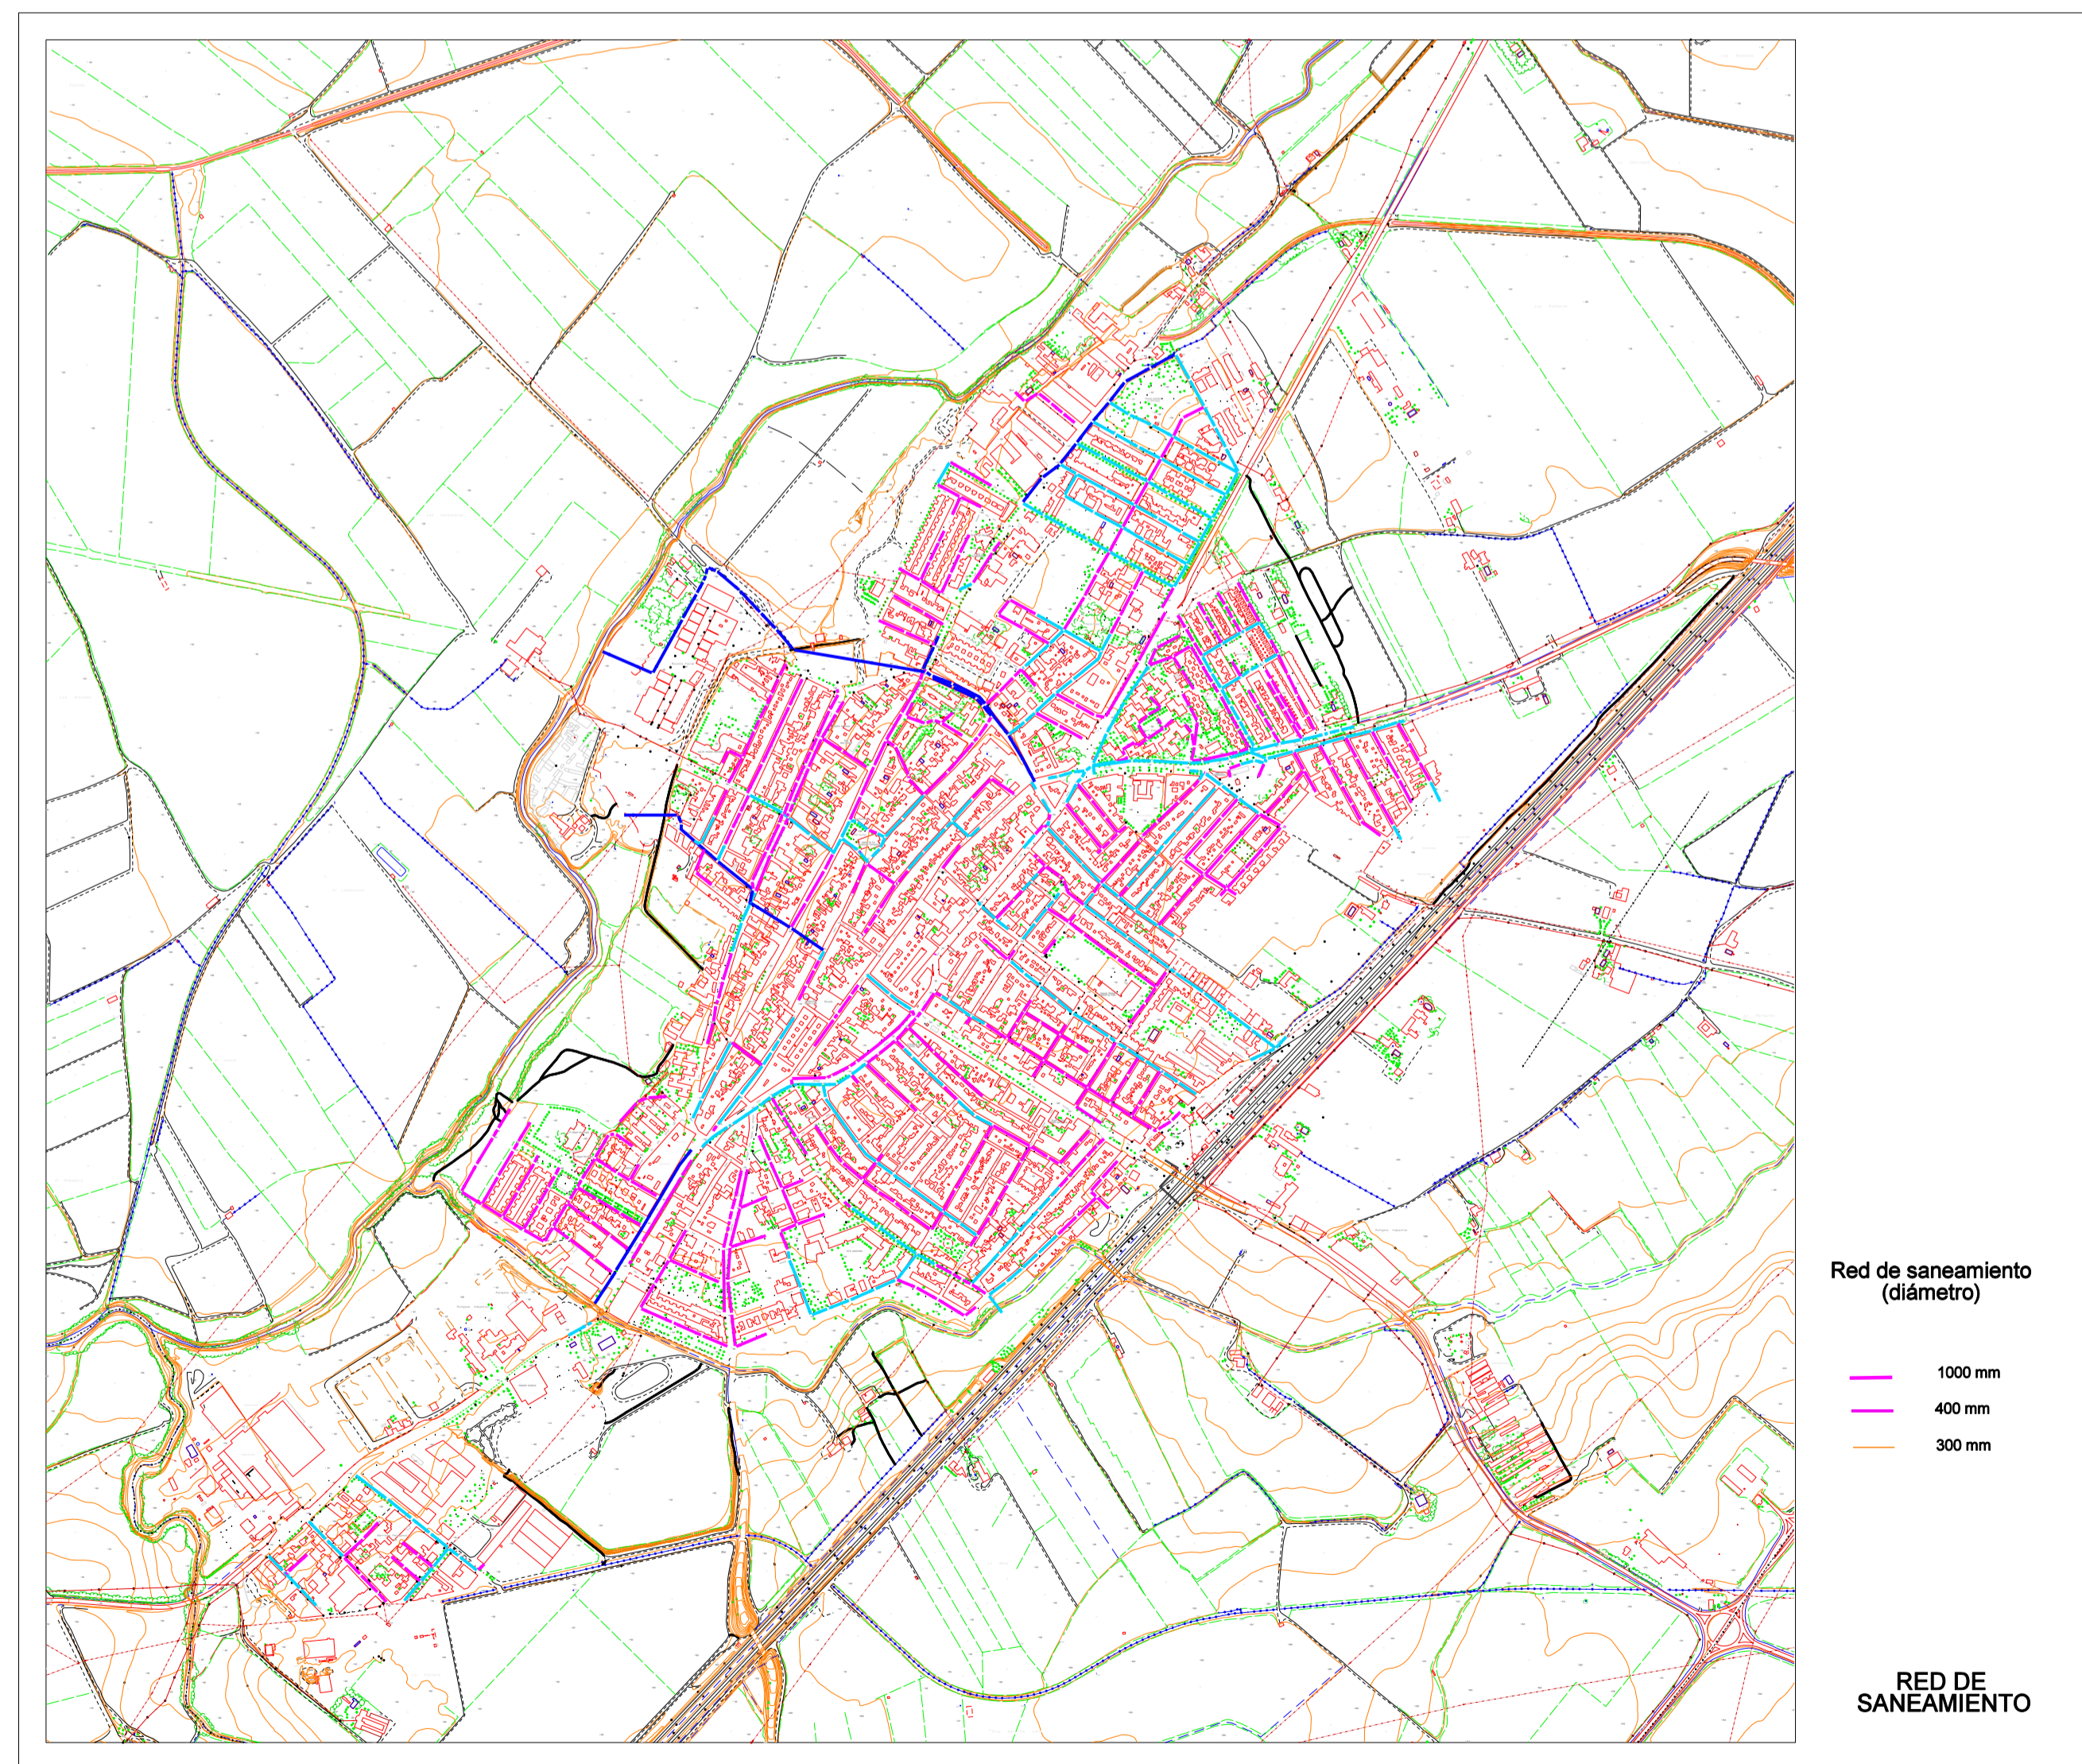 Red de saneamiento
(diámetro)
1000 mm
400 mm
300 mm
RED DE
SANEAMIENTO